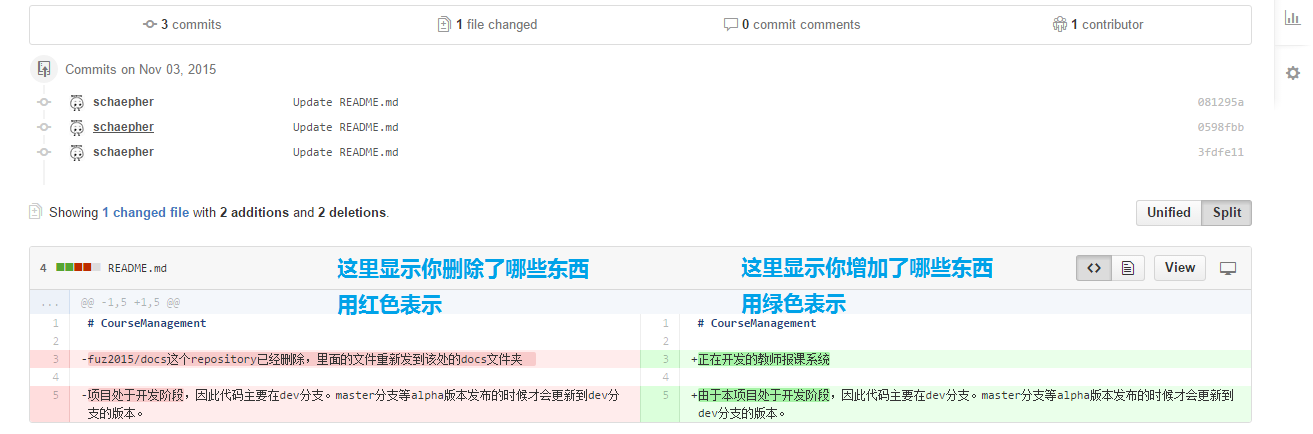 3 commits 1 file changed 0 commit comments 1 contributor
Commits on Nov 03, 2015
schaepher Update README.md 081295a
schaepher Update README.md 0598fbb
schaepher Update README.md 3fdfe11
Showing 1 changed file with 2 additions and 2 deletions. Unified Split
4 README.md 这里显示你删除了哪些东西 这里显示你增加了哪些东西 <> View
用红色表示 用绿色表示
... @@ -1,5 +1,5 @@
1 # CourseManagement 1 # CourseManagement
2 2
3 -fuz2015/docs这个repository已经删除，里面的文件重新发到该处的docs文件夹 3 +正在开发的教师报课系统
4 4
5 -项目处于开发阶段，因此代码主要在dev分支。master分支等alpha版本发布的时候才会更新到dev分 5 +由于本项目处于开发阶段，因此代码主要在dev分支。master分支等alpha版本发布的时候才会更新到
支的版本。 dev分支的版本。